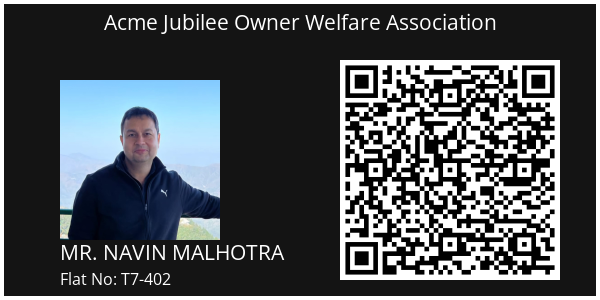 Acme Jubilee Owner Welfare Association
MR. NAVIN MALHOTRA
Flat No: T7-402